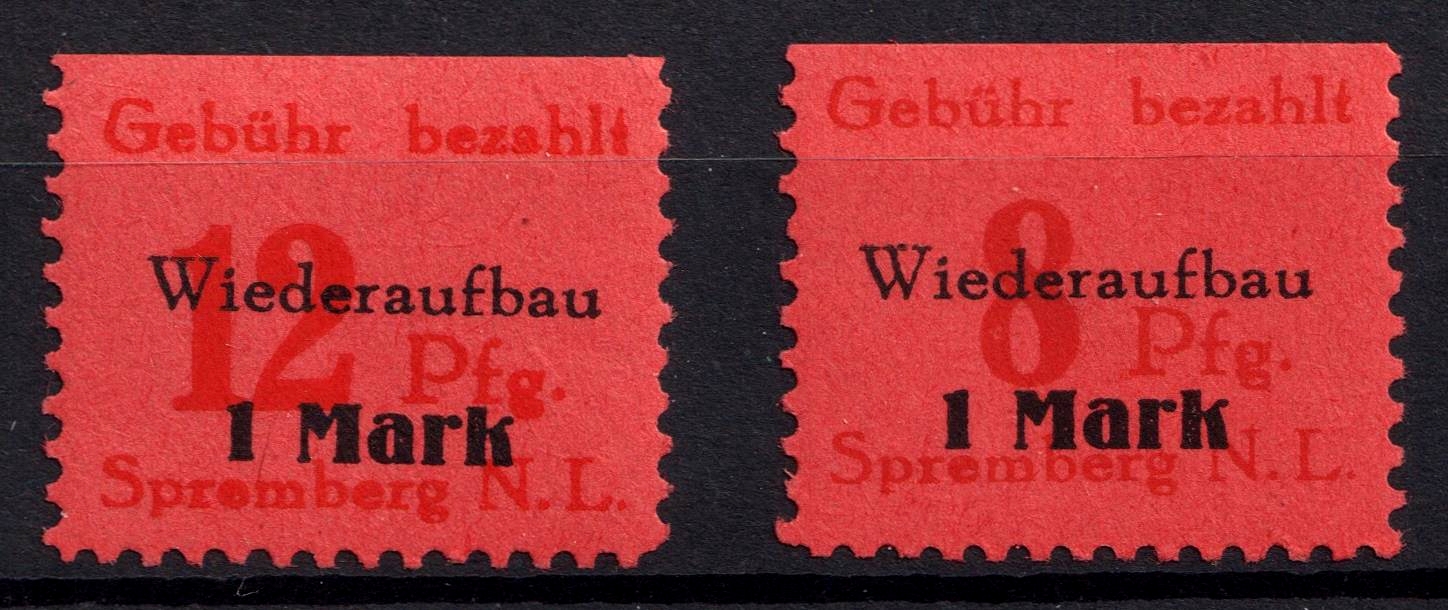 Gebühr bezahlt
12 Pfg.
Wiederaufbau
1 Mark
Spremberg N.L.
Gebühr bezahlt
8 Pfg.
Wiederaufbau
1 Mark
Spremberg N.L.